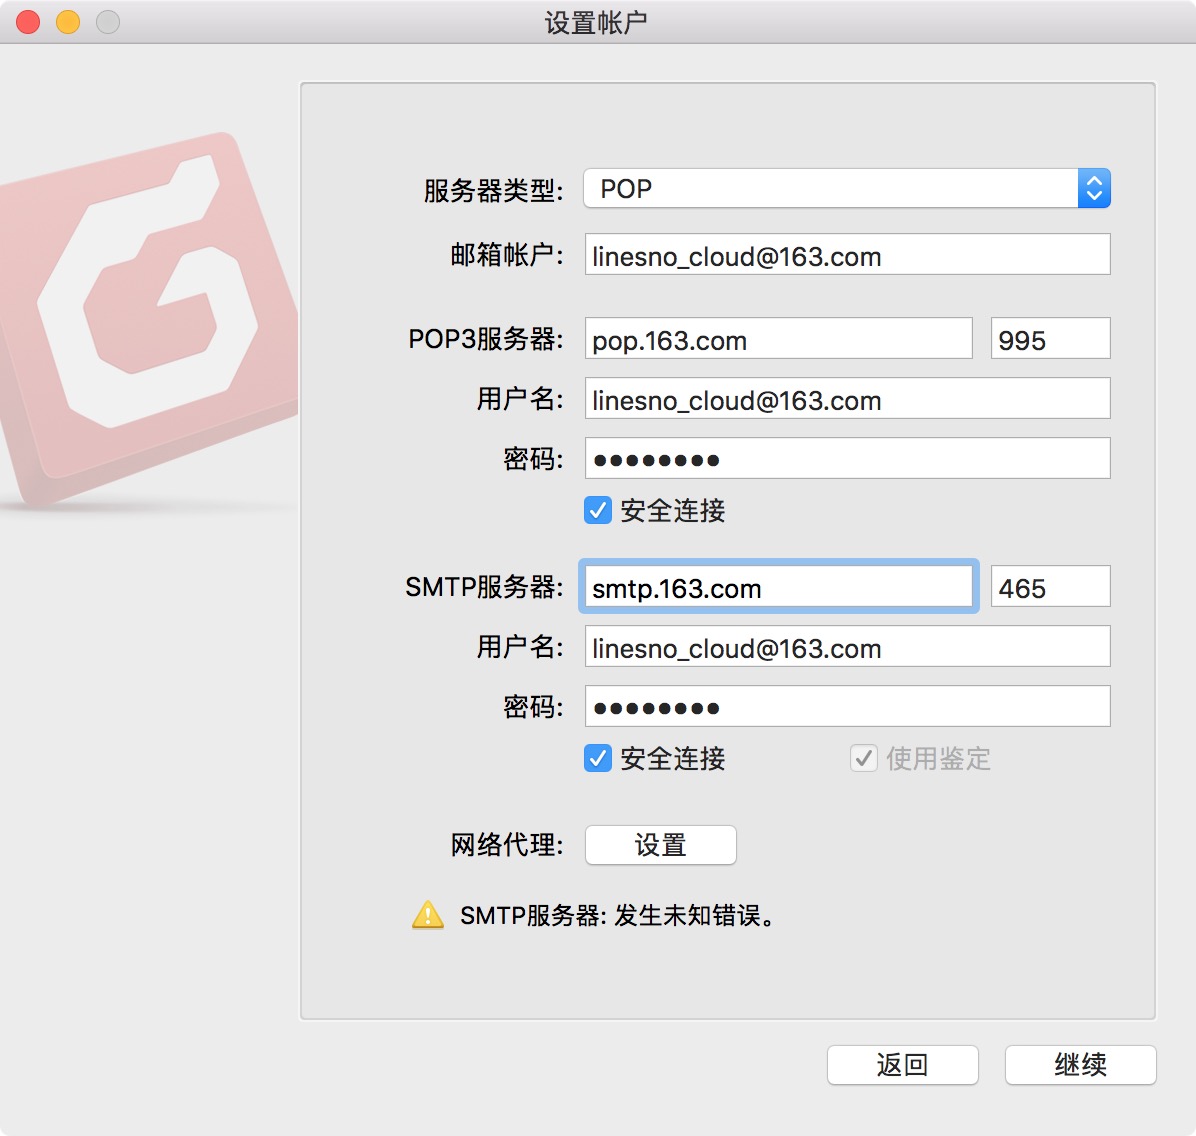 设置帐户
服务器类型: POP
邮箱帐户: linesno_cloud@163.com
POP3服务器: pop.163.com 995
用户名: linesno_cloud@163.com
密码: ●●●●●●●●
安全连接
SMTP服务器: smtp.163.com 465
用户名: linesno_cloud@163.com
密码: ●●●●●●●●
安全连接 使用鉴定
网络代理: 设置
SMTP服务器: 发生未知错误。
返回 继续